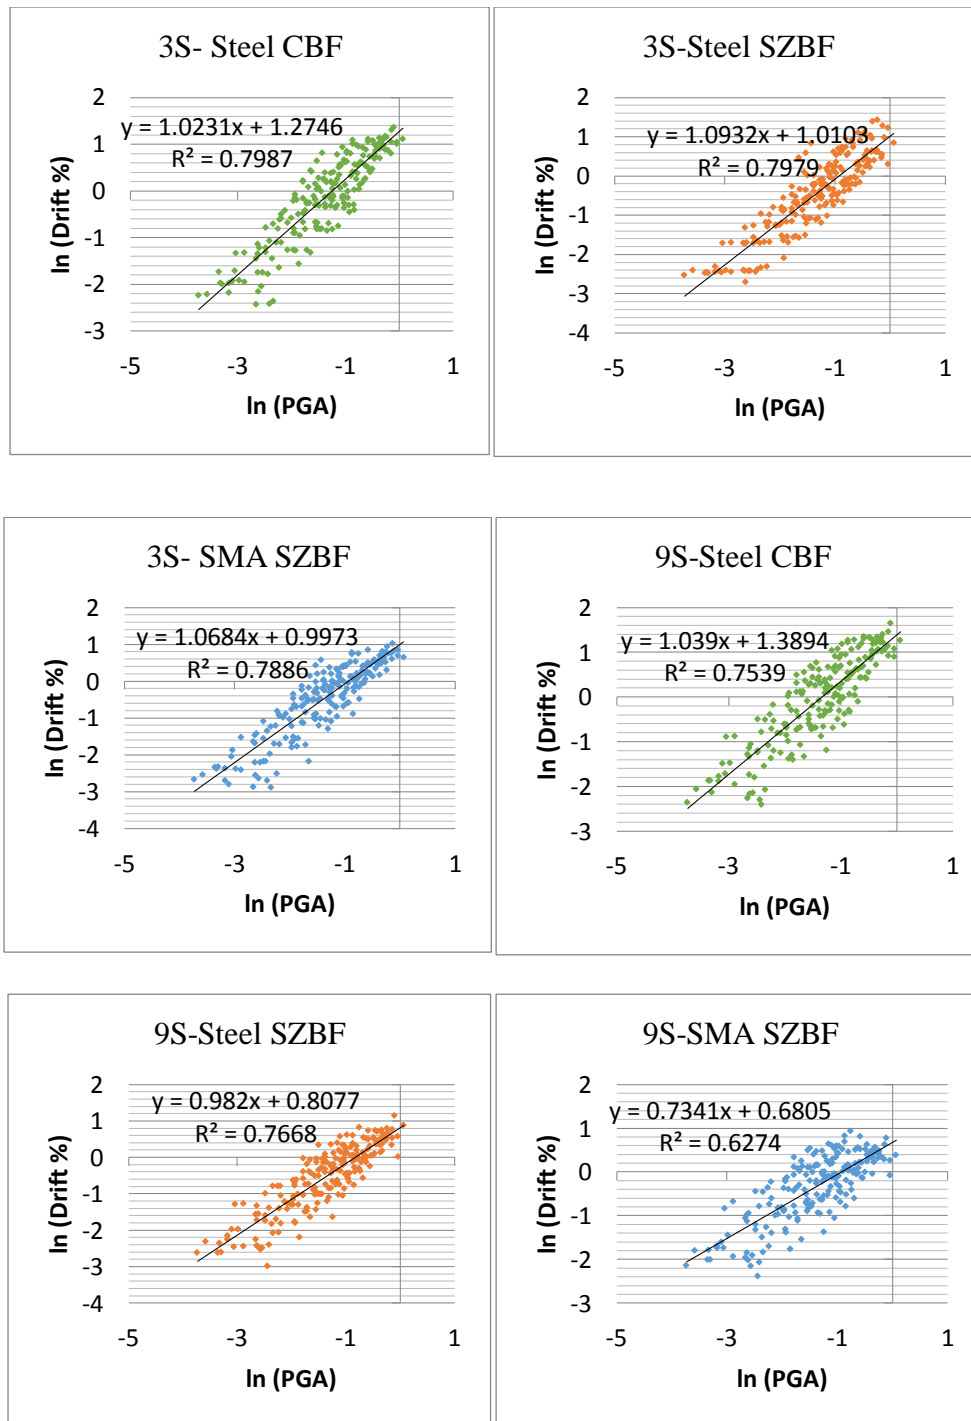 3S- Steel CBF
2
y = 1.0231x + 1.2746
1
R² = 0.7987
0
-1
-2
-3
-5
-3
-1
1
ln (Drift %)
ln (PGA)
3S-Steel SZBF
2
y = 1.0932x + 1.0103
1
R² = 0.7979
0
-1
-2
-3
-4
-5
-3
-1
1
ln (Drift %)
ln (PGA)
3S- SMA SZBF
2
y = 1.0684x + 0.9973
1
R² = 0.7886
0
-1
-2
-3
-4
-5
-3
-1
1
ln (Drift %)
ln (PGA)
9S-Steel CBF
2
y = 1.039x + 1.3894
1
R² = 0.7539
0
-1
-2
-3
-5
-3
-1
1
ln (Drift %)
ln (PGA)
9S-Steel SZBF
2
y = 0.982x + 0.8077
1
R² = 0.7668
0
-1
-2
-3
-4
-5
-3
-1
1
ln (Drift %)
ln (PGA)
9S-SMA SZBF
2
y = 0.7341x + 0.6805
1
R² = 0.6274
0
-1
-2
-3
-5
-3
-1
1
ln (Drift %)
ln (PGA)